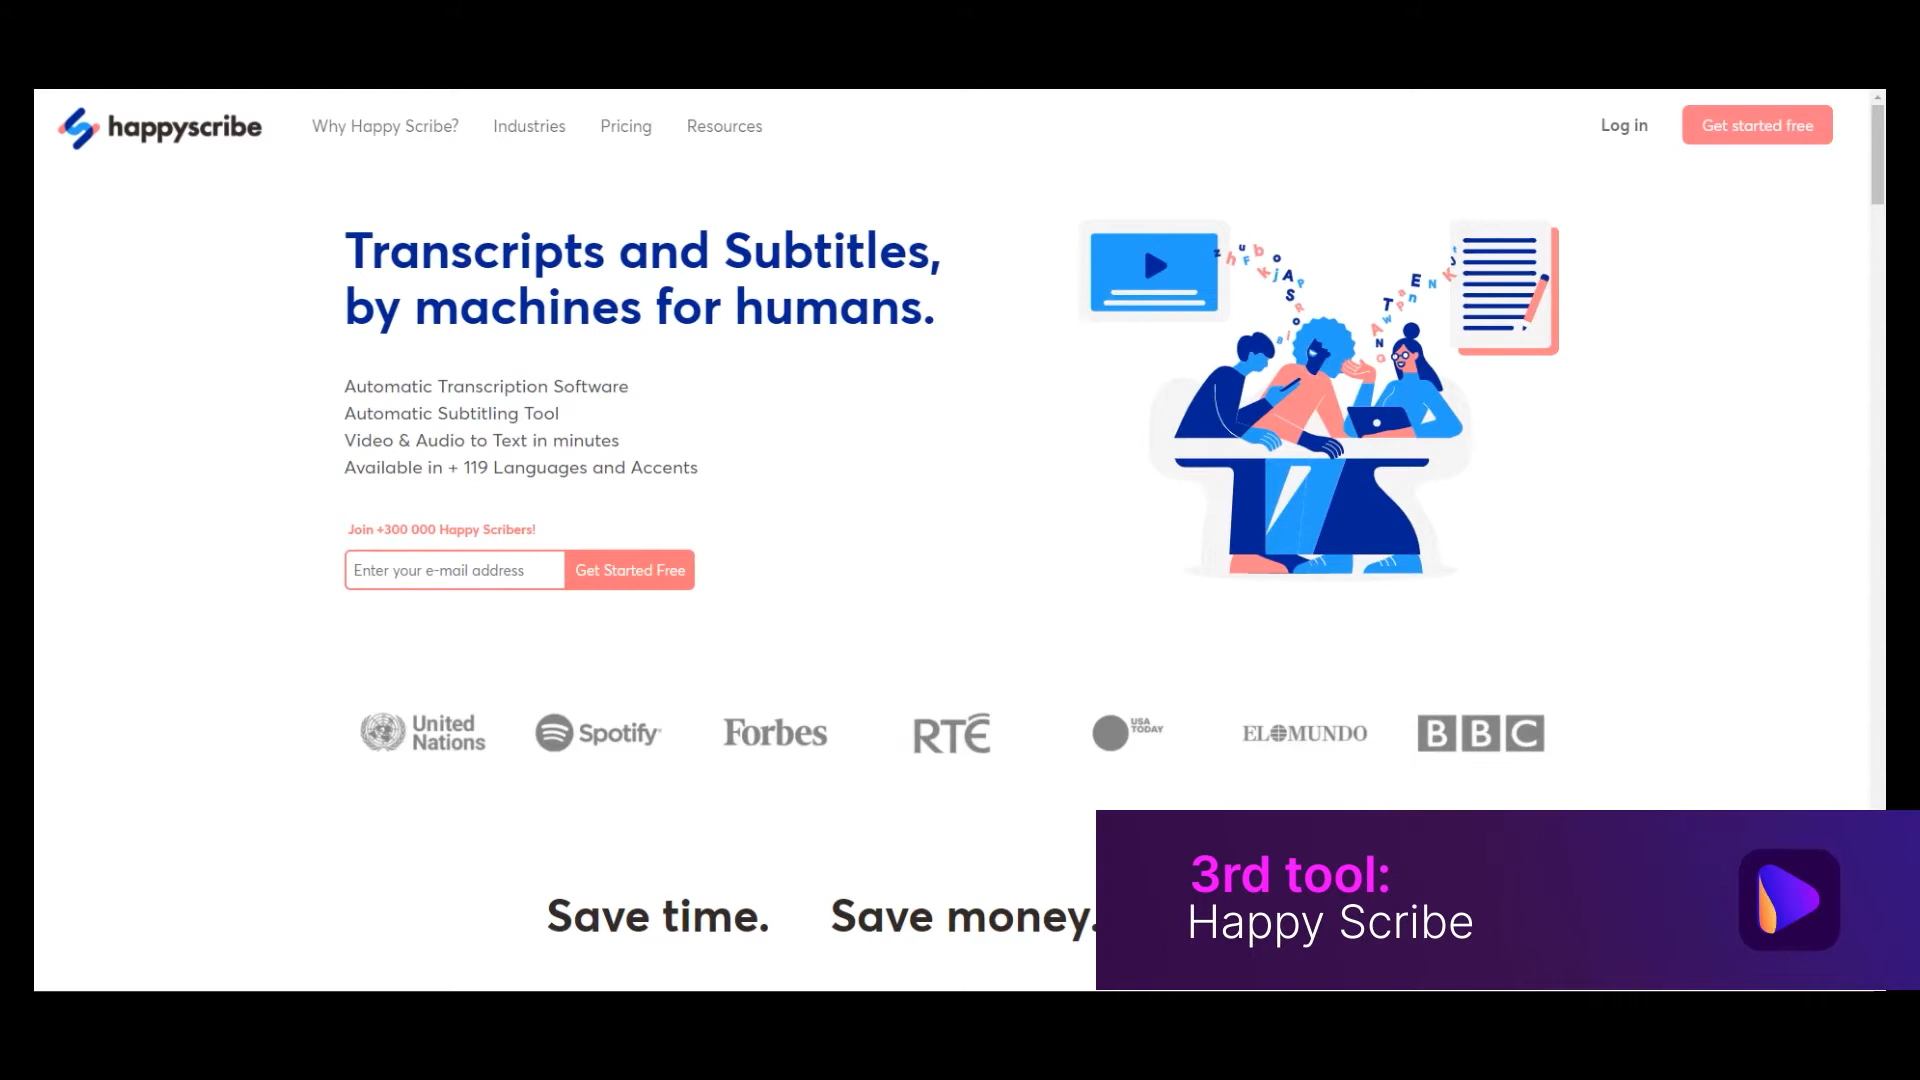 happyscribe
Why Happy Scribe?
Industries
Pricing
Resources
Log in
Get started free
Transcripts and Subtitles,
by machines for humans.
Automatic Transcription Software
Automatic Subtitling Tool
Video & Audio to Text in minutes
Available in + 119 Languages and Accents
Join +300 000 Happy Scribers!
Enter your e-mail address
Get Started Free
United
Nations
Spotify
Forbes
RTÉ
USA
TODAY
EL MUNDO
BBC
Save time.
Save money.
3rd tool:
Happy Scribe